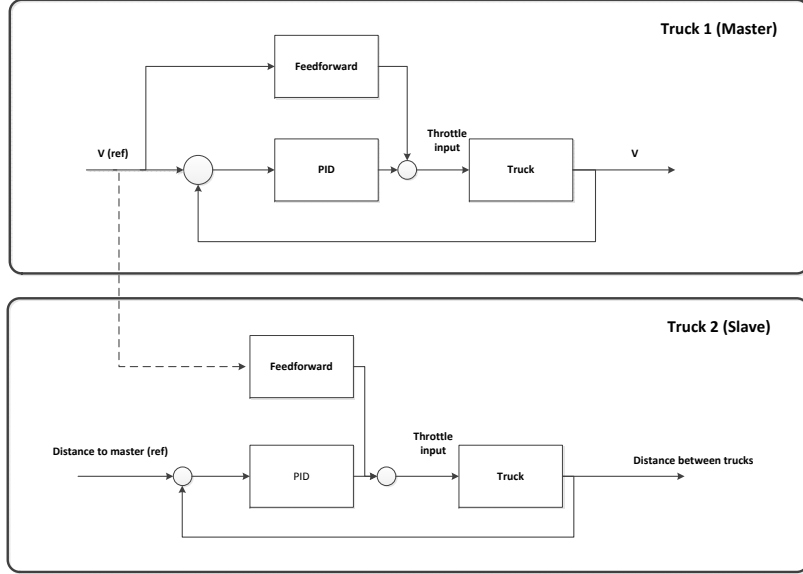 Truck 1 (Master)
Feedforward
V (ref)
PID
Throttle
input
Truck
V
Truck 2 (Slave)
Feedforward
Distance to master (ref)
PID
Throttle
input
Truck
Distance between trucks